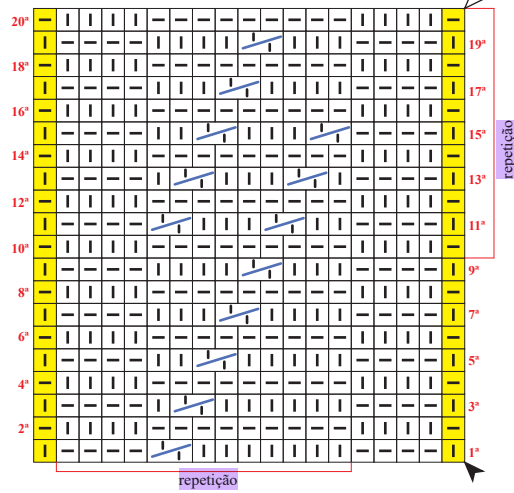 20ª
19ª
18ª
17ª
16ª
15ª
repetição
14ª
13ª
12ª
11ª
10ª
9ª
8ª
7ª
6ª
5ª
4ª
3ª
2ª
1ª
repetição